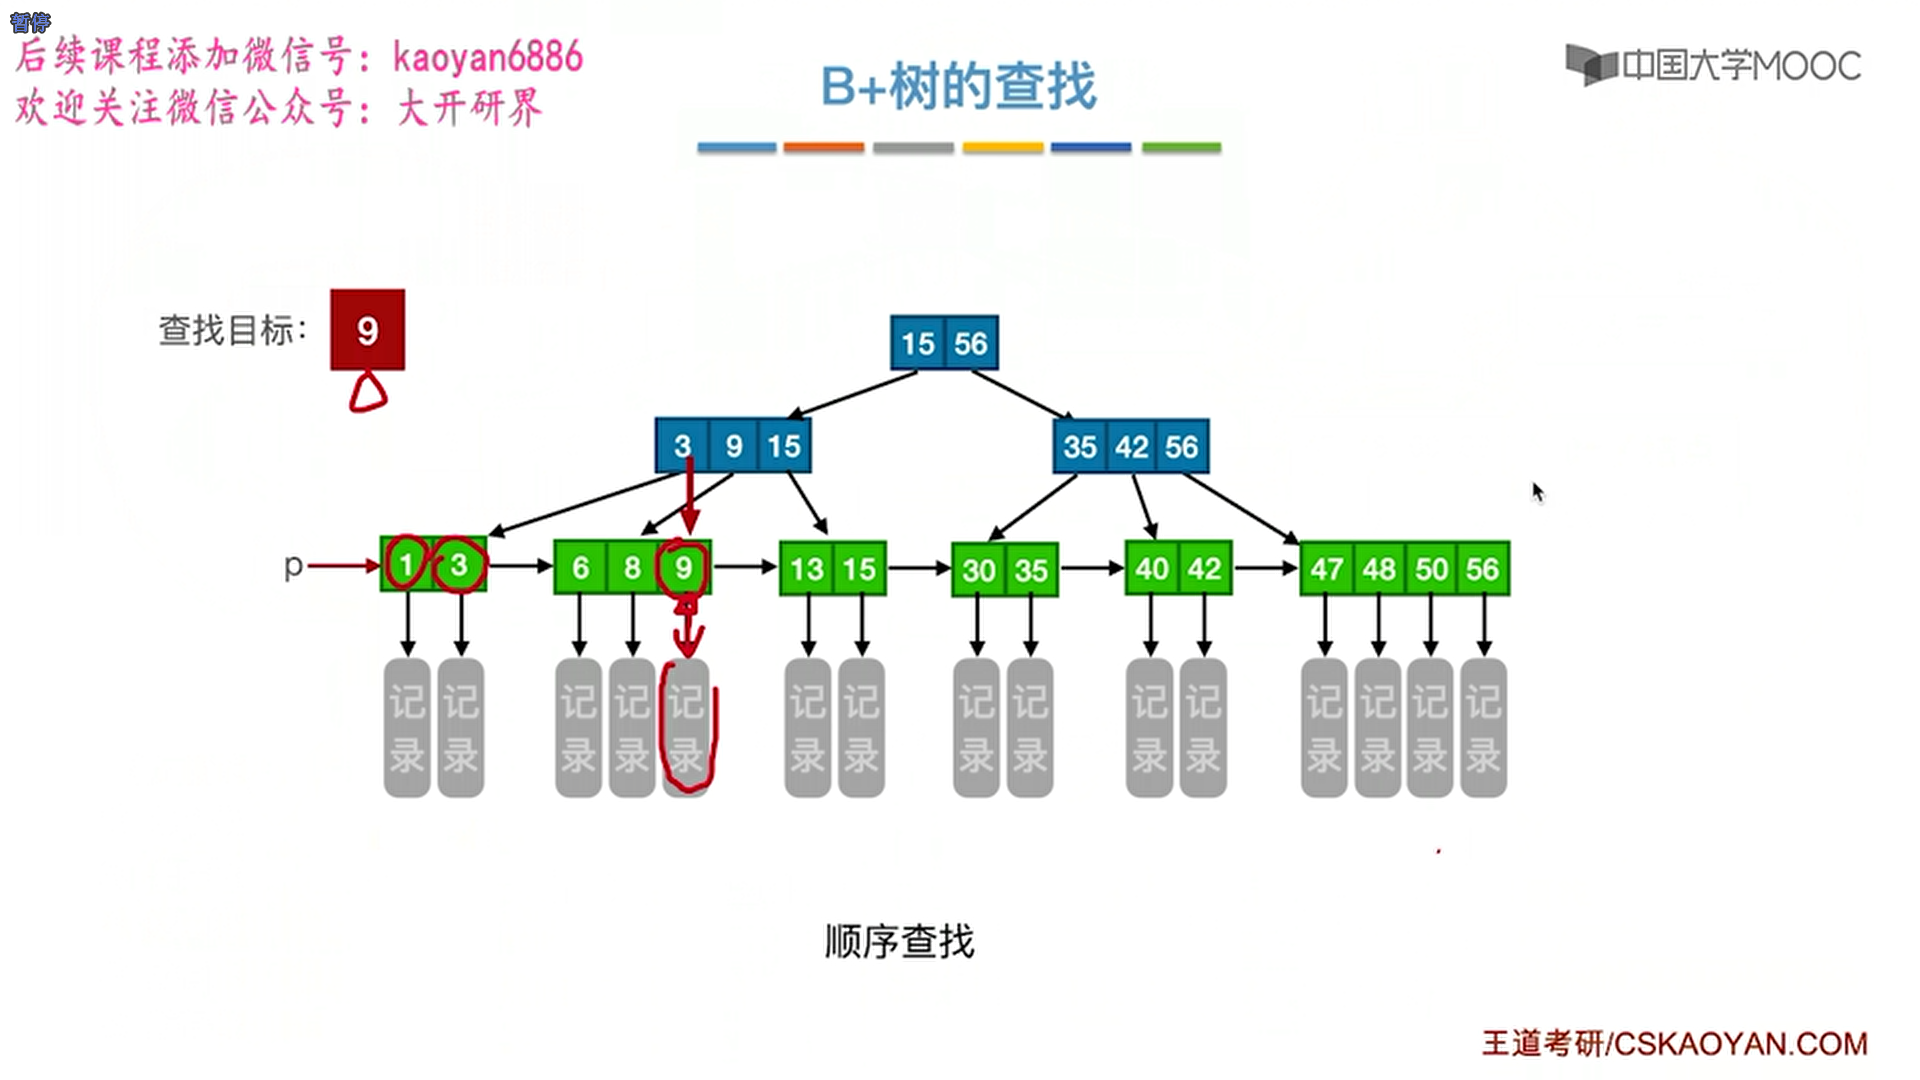 暂停
后续课程添加微信号：kaoyan6886
欢迎关注微信公众号：大开研界
B+树的查找
中国大学MOOC
查找目标：
9
15 56
3 9 15
35 42 56
p
1 3
6 8 9
13 15
30 35
40 42
47 48 50 56
记录 记录 记录 记录 记录 记录 记录 记录 记录 记录 记录 记录 记录 记录 记录
顺序查找
王道考研/CSKAOYAN.COM